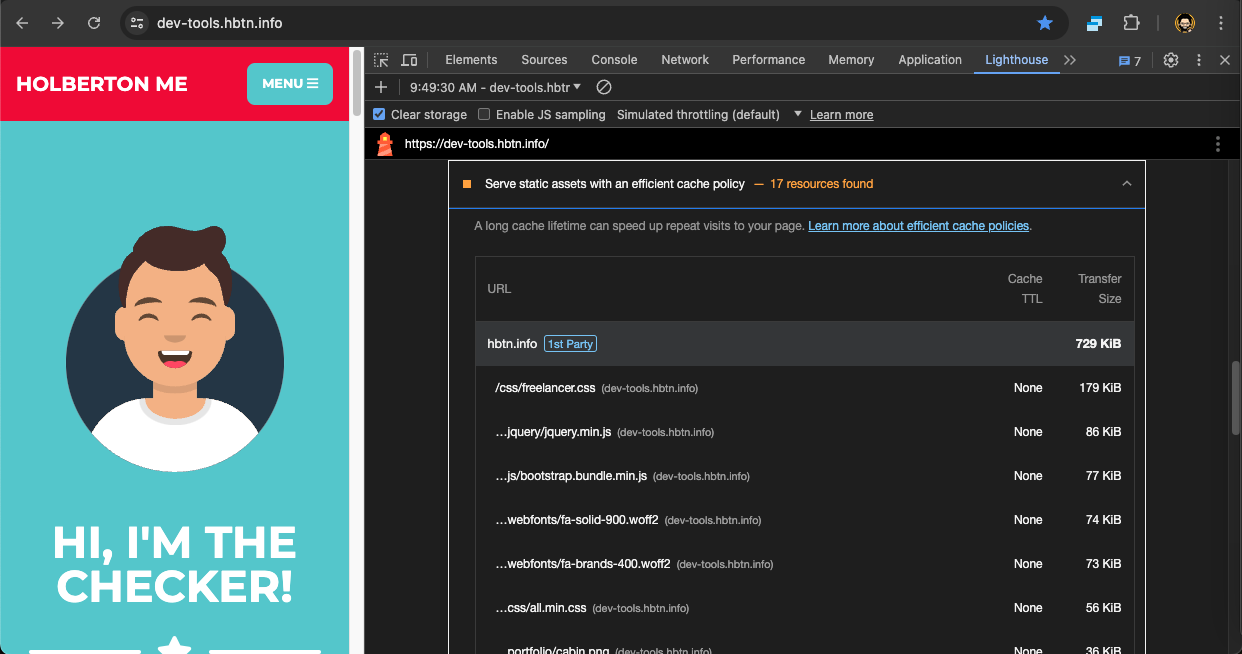 dev-tools.hbtn.info
HOLBERTON ME
MENU
HI, I'M THE
CHECKER!
Elements Sources Console Network Performance Memory Application Lighthouse 7
9:49:30 AM - dev-tools.hbtr
Clear storage Enable JS sampling Simulated throttling (default) Learn more
https://dev-tools.hbtn.info/
Serve static assets with an efficient cache policy — 17 resources found
A long cache lifetime can speed up repeat visits to your page. Learn more about efficient cache policies.
URL Cache TTL Transfer Size
hbtn.info 1st Party 729 KiB
/css/freelancer.css (dev-tools.hbtn.info) None 179 KiB
…jquery/jquery.min.js (dev-tools.hbtn.info) None 86 KiB
…js/bootstrap.bundle.min.js (dev-tools.hbtn.info) None 77 KiB
…webfonts/fa-solid-900.woff2 (dev-tools.hbtn.info) None 74 KiB
…webfonts/fa-brands-400.woff2 (dev-tools.hbtn.info) None 73 KiB
…css/all.min.css (dev-tools.hbtn.info) None 56 KiB
…portfolio/cabin.png (dev-tools.hbtn.info) None 36 KiB